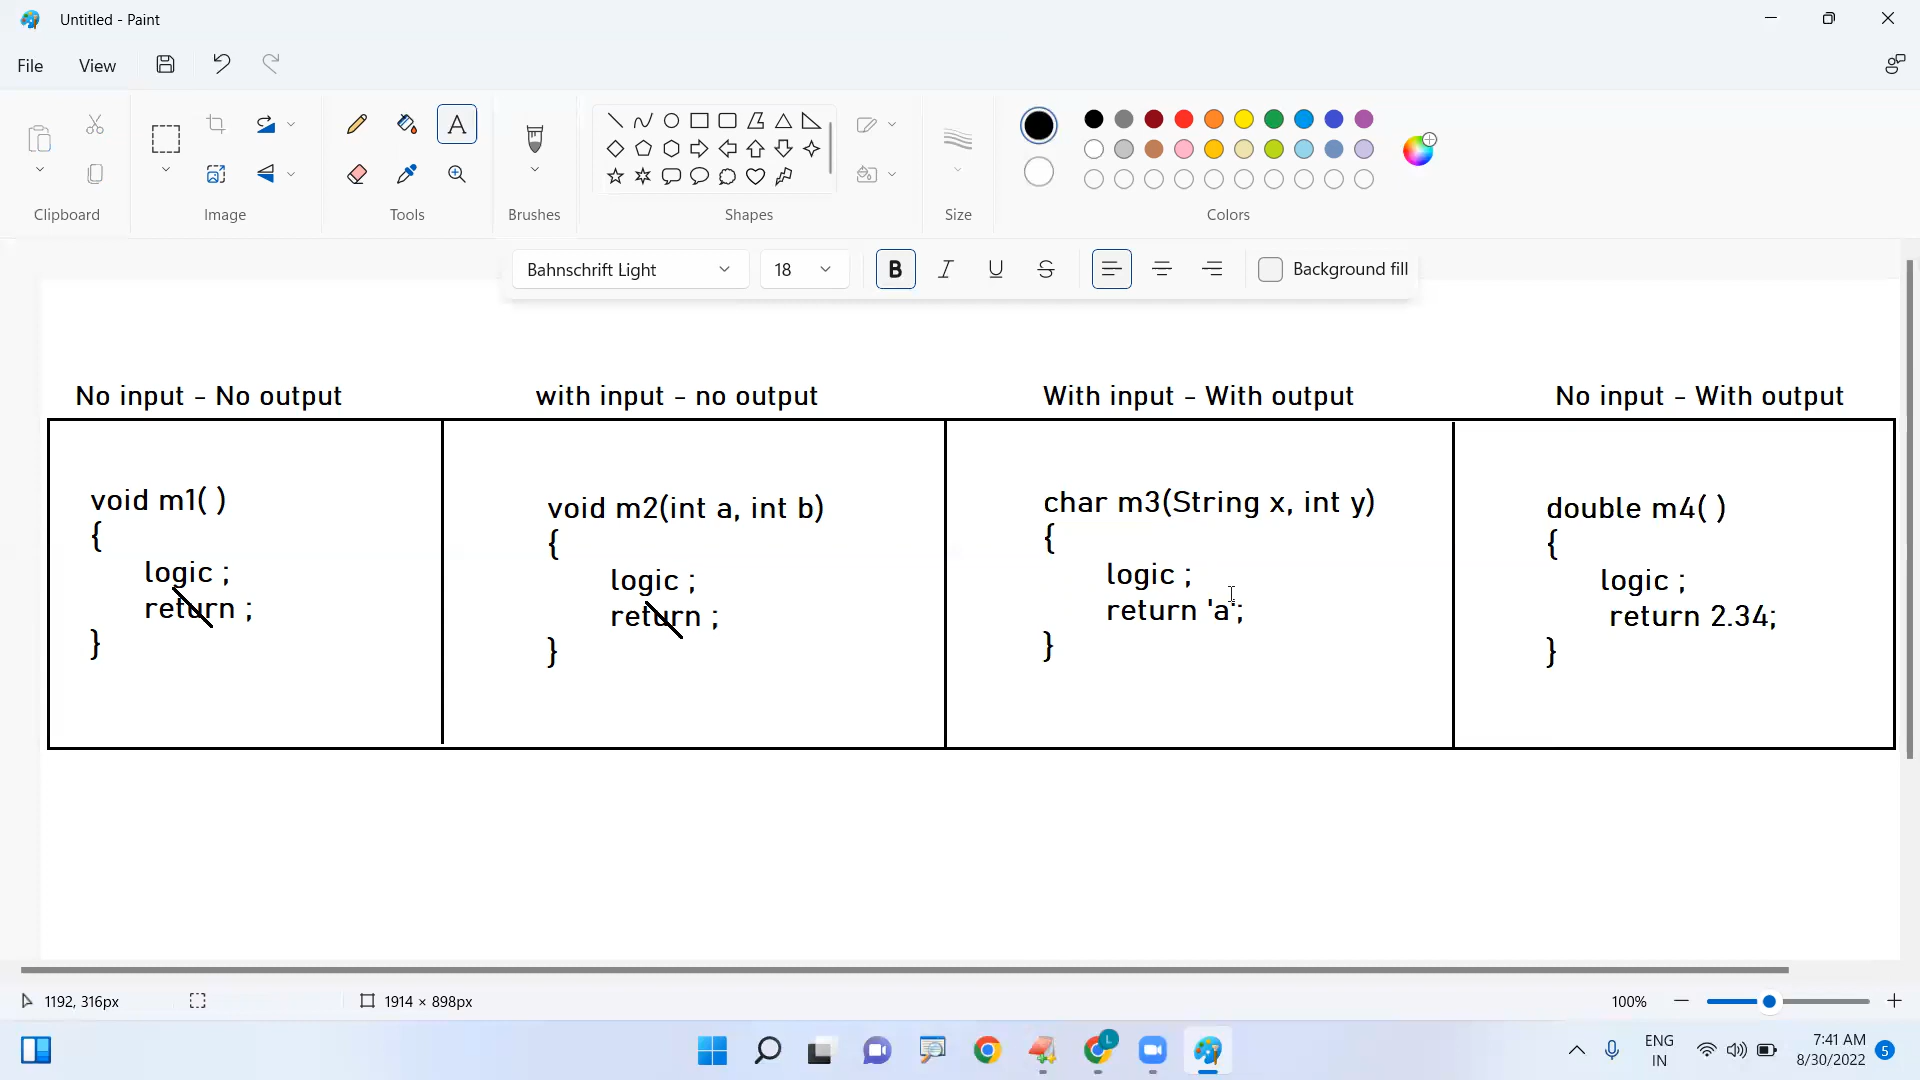 Untitled - Paint
File View
Clipboard Image Tools Brushes Shapes Size Colors
Bahnschrift Light 18 B I U S Background fill
No input - No output
void m1( )
{
logic ;
return ;
}
with input - no output
void m2(int a, int b)
{
logic ;
return ;
}
With input - With output
char m3(String x, int y)
{
logic ;
return 'a';
}
No input - With output
double m4( )
{
logic ;
return 2.34;
}
1192, 316px 1914 × 898px 100%
L
ENG
IN
7:41 AM
8/30/2022
5